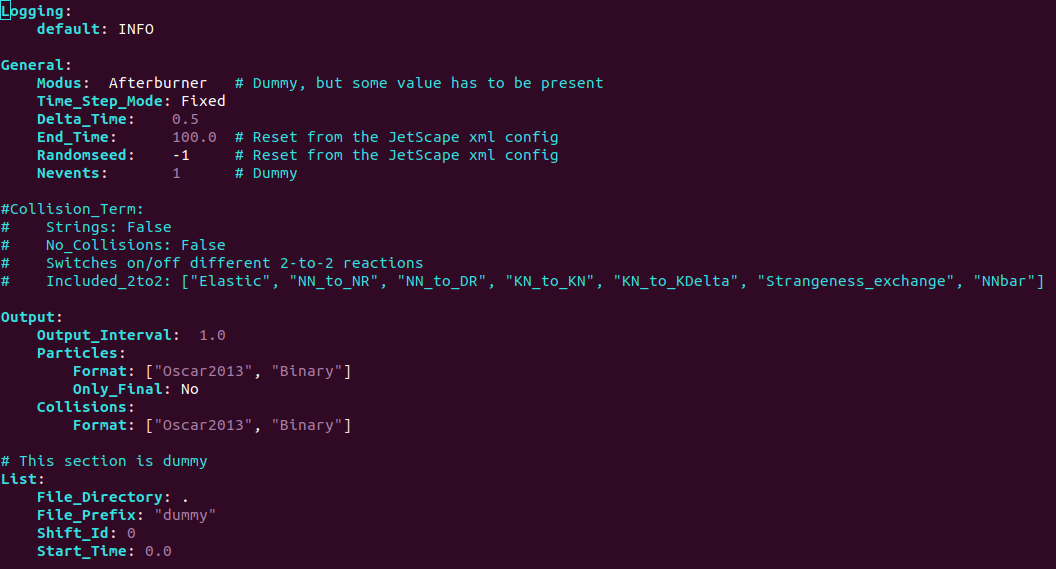 Logging:
    default: INFO

General:
    Modus:  Afterburner   # Dummy, but some value has to be present
    Time_Step_Mode: Fixed
    Delta_Time:    0.5
    End_Time:      100.0  # Reset from the JetScape xml config
    Randomseed:    -1     # Reset from the JetScape xml config
    Nevents:       1      # Dummy

#Collision_Term:
#    Strings: False
#    No_Collisions: False
#    Switches on/off different 2-to-2 reactions
#    Included_2to2: ["Elastic", "NN_to_NR", "NN_to_DR", "KN_to_KN", "KN_to_KDelta", "Strangeness_exchange", "NNbar"]

Output:
    Output_Interval:  1.0
    Particles:
        Format: ["Oscar2013", "Binary"]
        Only_Final: No
    Collisions:
        Format: ["Oscar2013", "Binary"]

# This section is dummy
List:
    File_Directory: .
    File_Prefix: "dummy"
    Shift_Id: 0
    Start_Time: 0.0